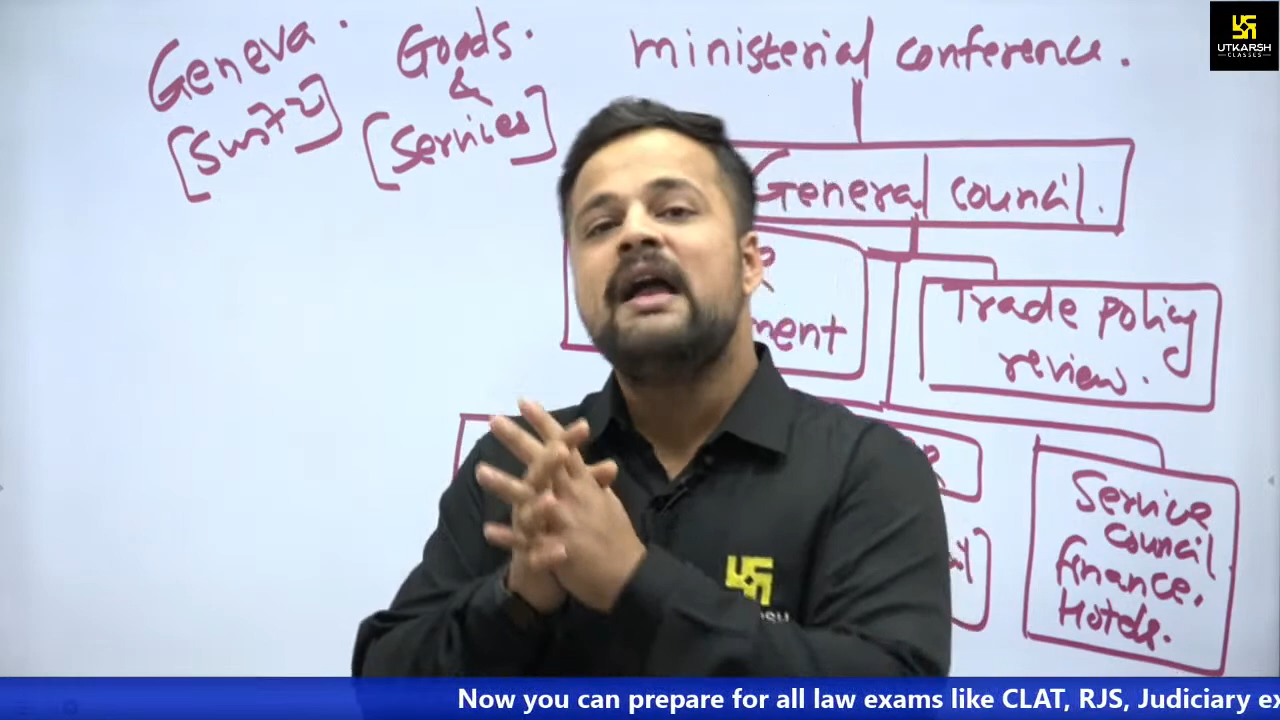 Geneva.
Goods.
&
[Services]
ministerial conference.
General council.
R
ment
Trade policy
review.
R
Service
council
finance.
Hotels.
UTKARSH
CLASSES
Now you can prepare for all law exams like CLAT, RJS, Judiciary ex